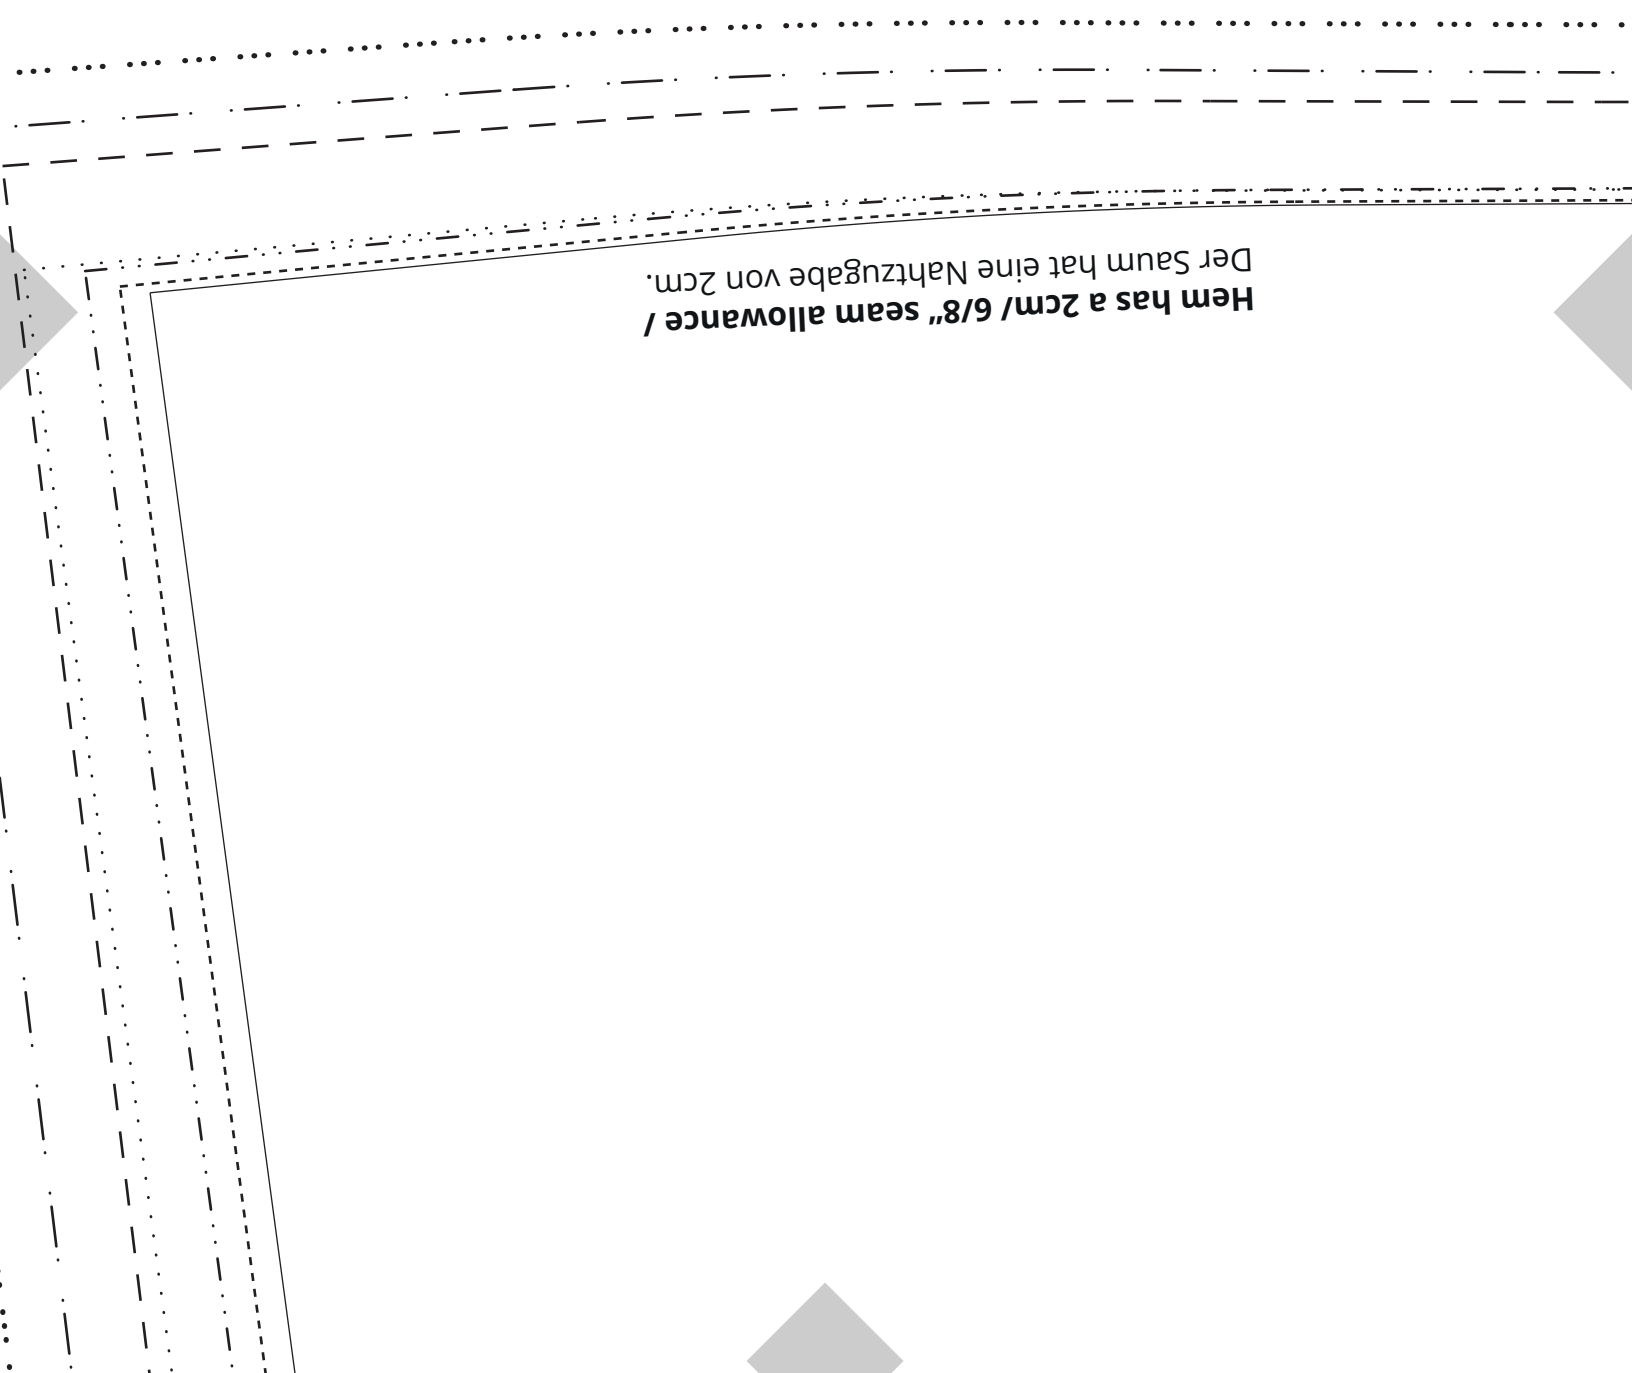 Hem has a 2cm/ 6/8“ seam allowance /
Der Saum hat eine Nahtzugabe von 2cm.